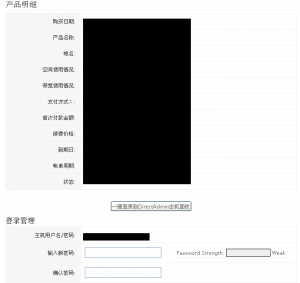 产品明细
购买日期:
产品名称:
域名:
空间使用情况:
带宽使用情况:
支付方式:
首次付款金额:
续费价格:
到期日:
帐单周期:
状态:
一键登录到DirectAdmin主机面板
登录管理
主机用户名/密码:
输入新密码: Password Strength: Weak
确认密码: